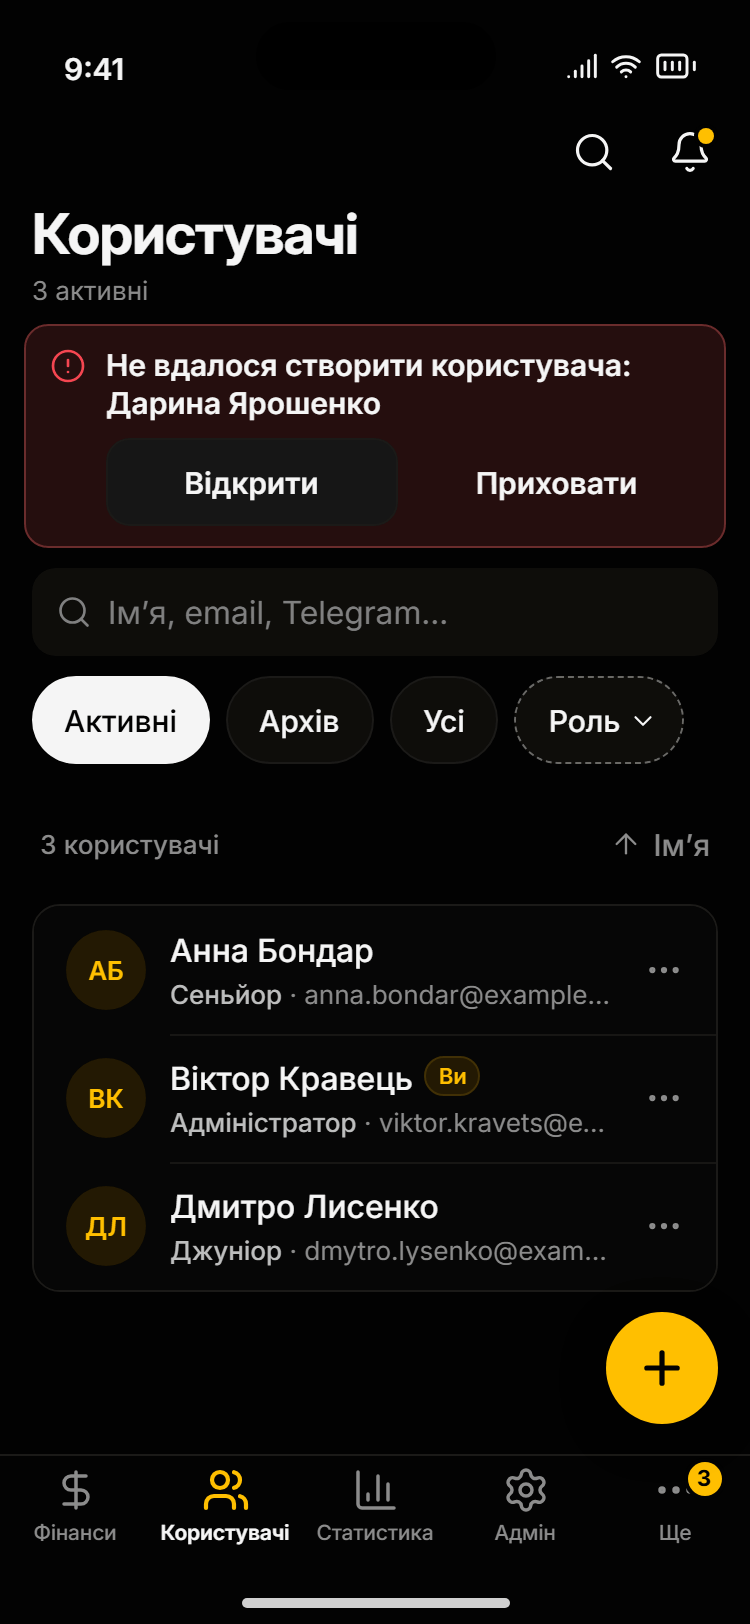 9:41
Користувачі
3 активні
Не вдалося створити користувача:
Дарина Ярошенко
Відкрити
Приховати
Ім’я, email, Telegram...
Активні
Архів
Усі
Роль
3 користувачі
Ім’я
АБ
Анна Бондар
Сеньйор · anna.bondar@example...
ВК
Віктор Кравець
Ви
Адміністратор · viktor.kravets@e...
ДЛ
Дмитро Лисенко
Джуніор · dmytro.lysenko@exam...
3
Фінанси
Користувачі
Статистика
Адмін
Ще